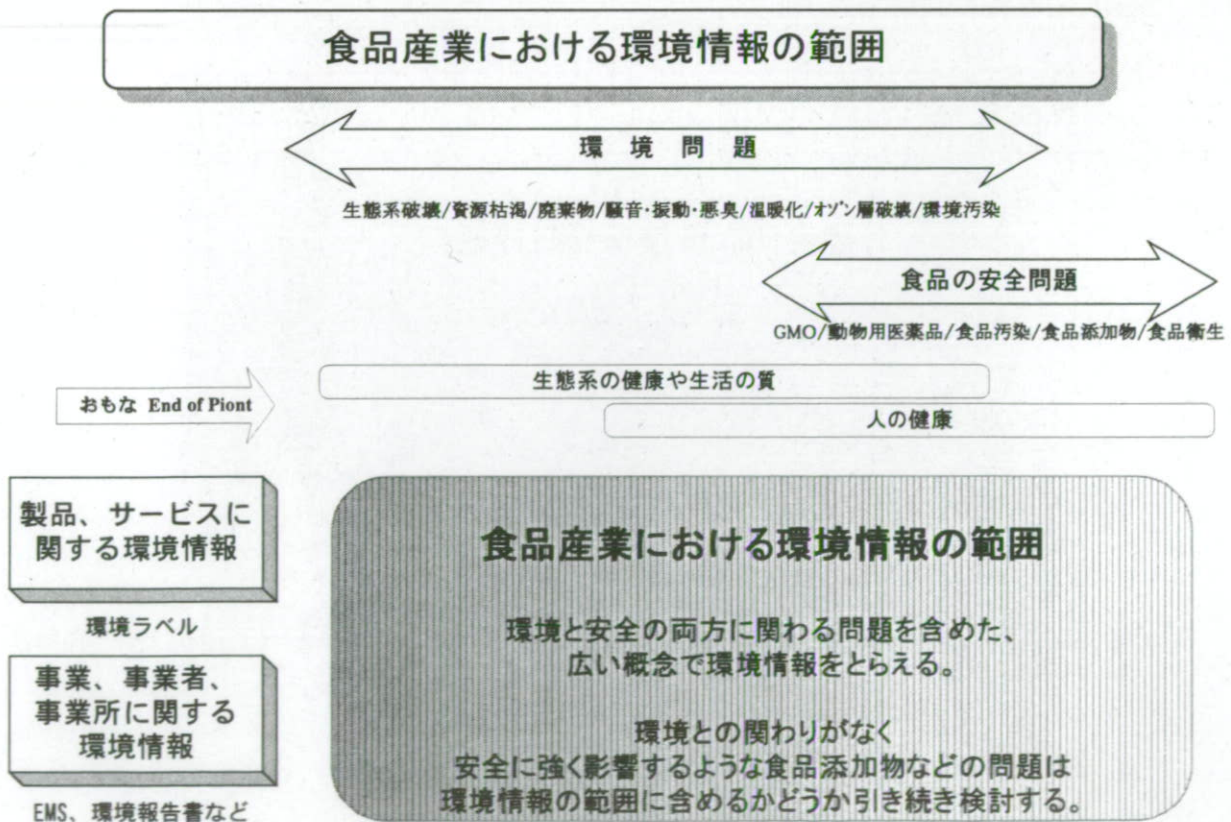 食品産業における環境情報の範囲
環 境 問 題
生態系破壊/資源枯渇/廃棄物/騒音・振動・悪臭/温暖化/オゾン層破壊/環境汚染
食品の安全問題
GMO/動物用医薬品/食品汚染/食品添加物/食品衛生
おもな End of Piont
生態系の健康や生活の質
人の健康
製品、サービスに
関する環境情報
環境ラベル
事業、事業者、
事業所に関する
環境情報
EMS、環境報告書など
食品産業における環境情報の範囲
環境と安全の両方に関わる問題を含めた、
広い概念で環境情報をとらえる。
環境との関わりがなく
安全に強く影響するような食品添加物などの問題は
環境情報の範囲に含めるかどうか引き続き検討する。